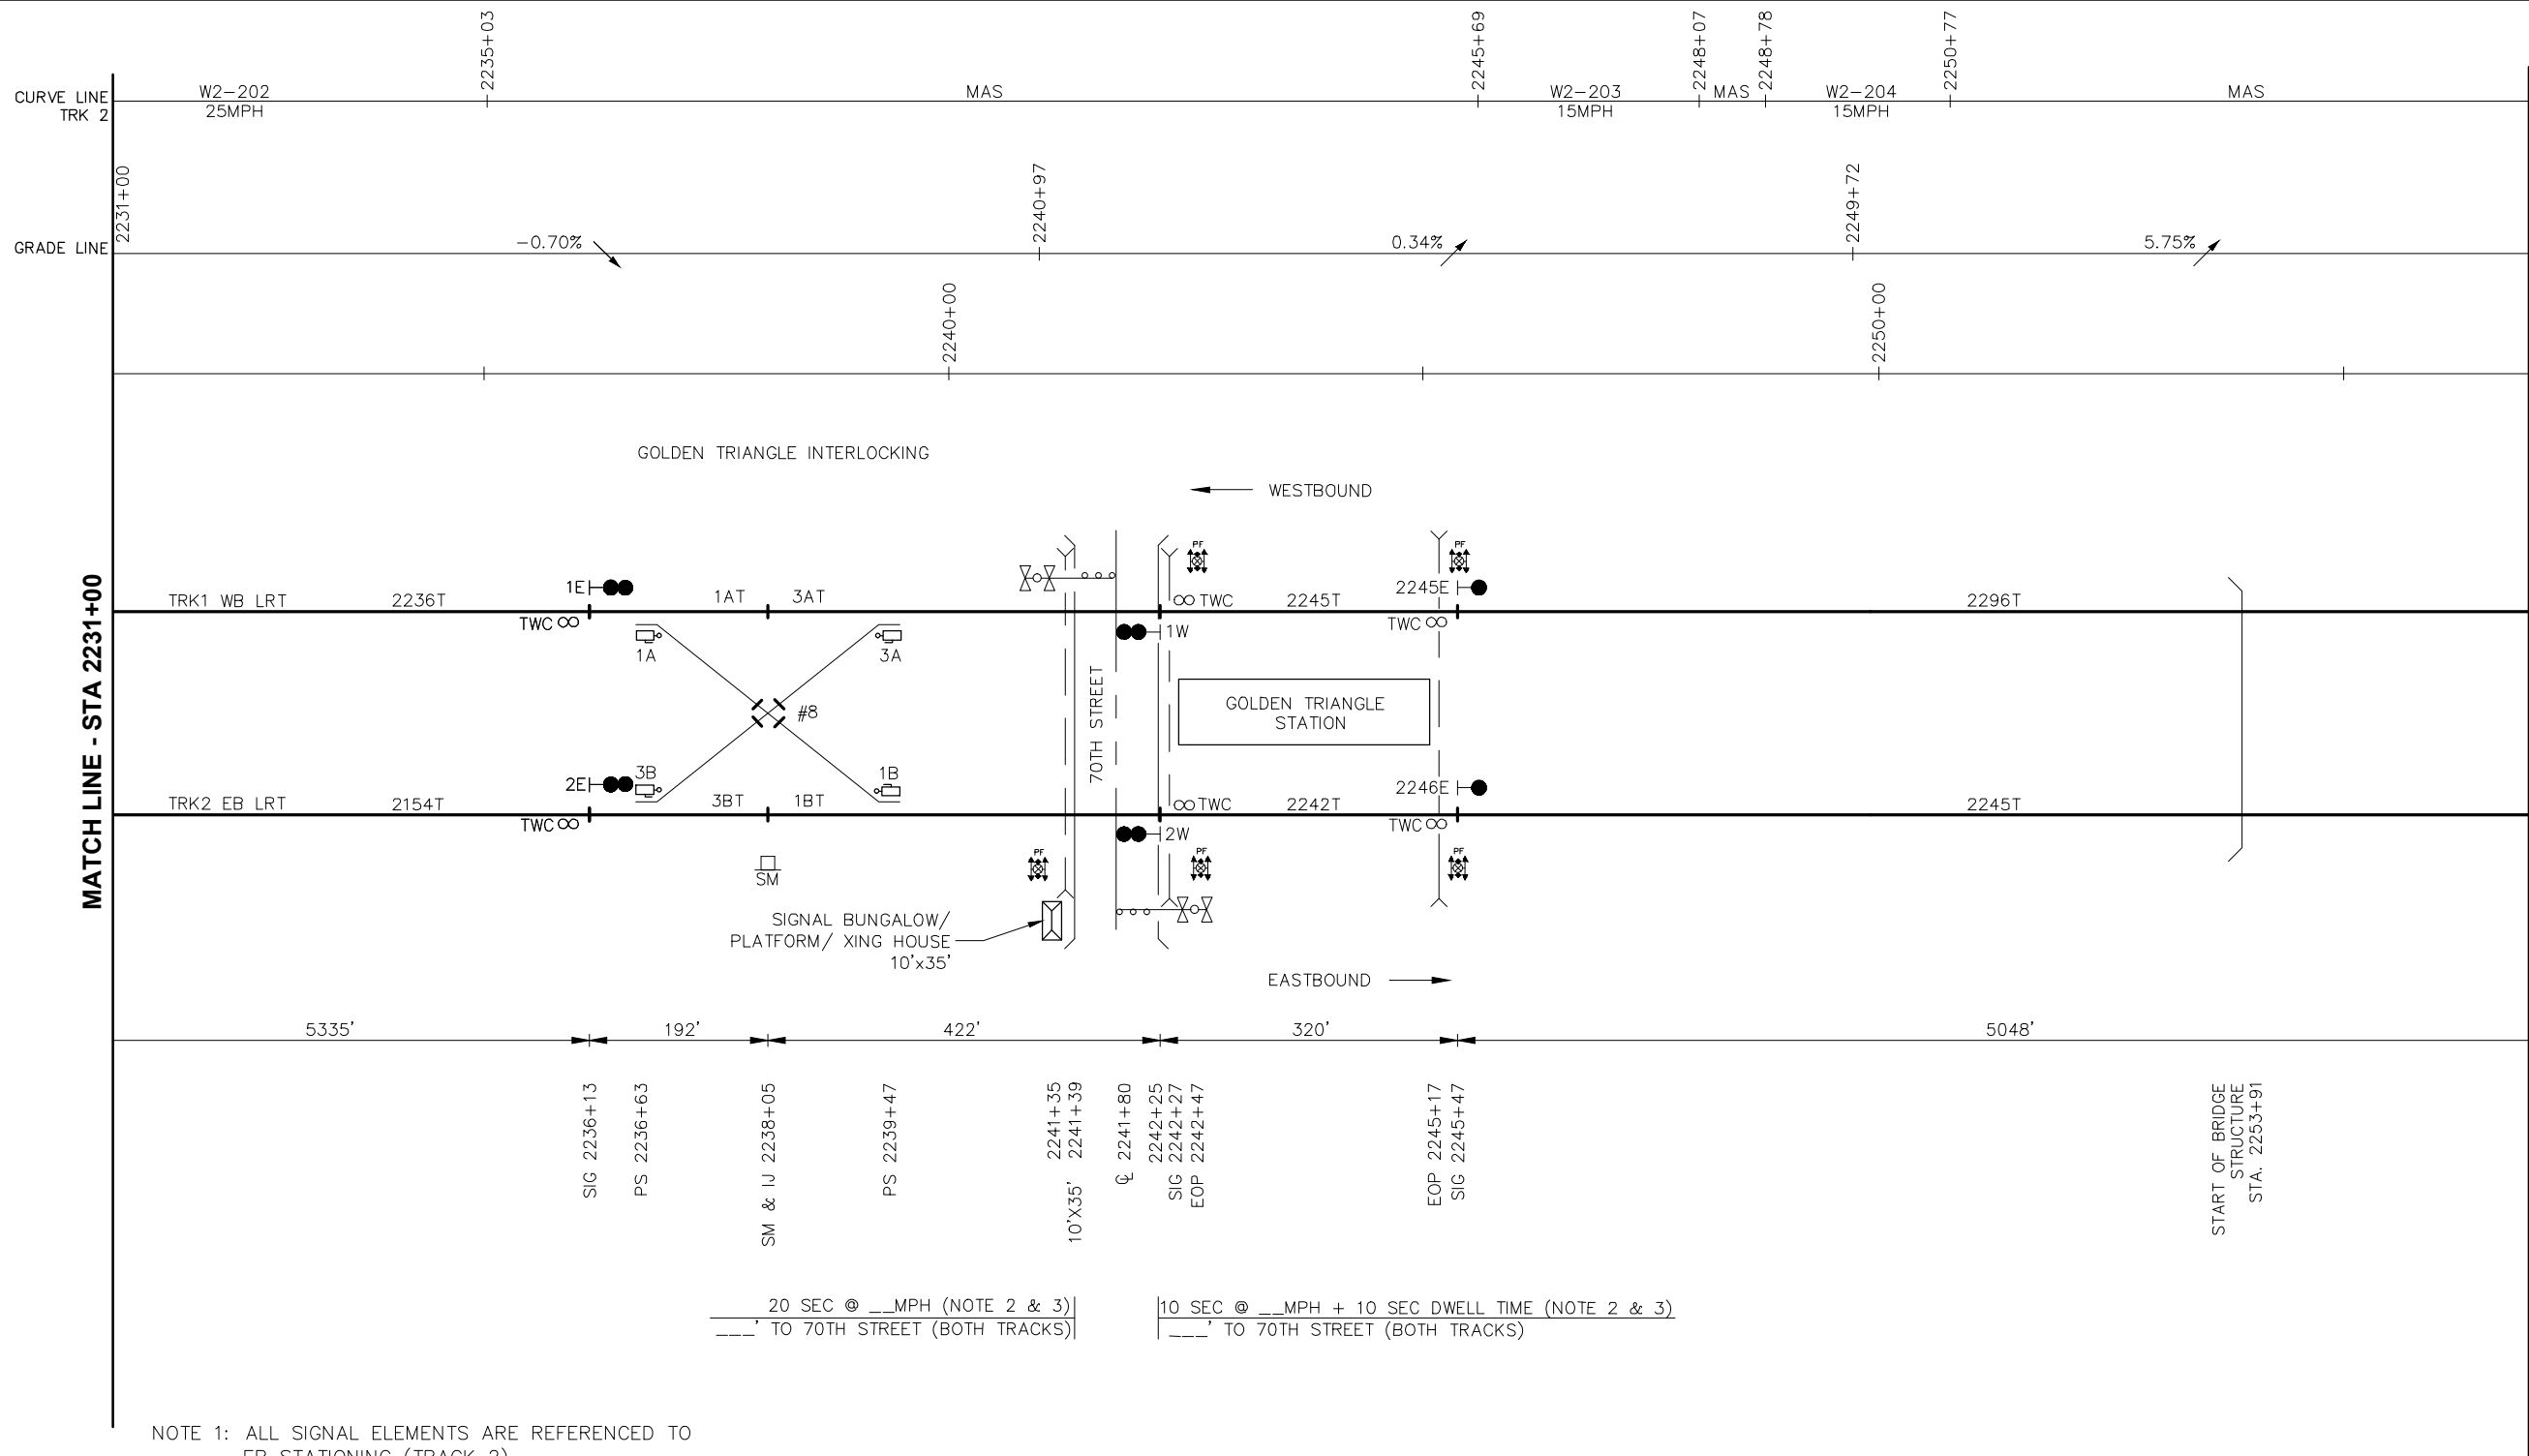 2235+03
2245+69
2248+07
2248+78
2250+77
CURVE LINE
TRK 2
W2-202
25MPH
MAS
W2-203
15MPH
MAS
W2-204
15MPH
MAS
2231+00
2240+97
2249+72
GRADE LINE
-0.70%
0.34%
5.75%
2240+00
2250+00
GOLDEN TRIANGLE INTERLOCKING
WESTBOUND
MATCH LINE - STA 2231+00
PF
PF
1E
2245E
TRK1 WB LRT
2236T
1AT
3AT
TWC
2245T
2296T
TWC
1W
TWC
1A
3A
70TH STREET
#8
GOLDEN TRIANGLE
STATION
2E
3B
1B
2246E
TRK2 EB LRT
2154T
3BT
1BT
TWC
2242T
2245T
TWC
2W
TWC
PF
PF
PF
SM
SIGNAL BUNGALOW/
PLATFORM/ XING HOUSE
10'x35'
EASTBOUND
5335'
192'
422'
320'
5048'
SIG 2236+13
PS 2236+63
SM & IJ 2238+05
PS 2239+47
2241+35
10'X35' 2241+39
℄ 2241+80
2242+25
SIG 2242+27
EOP 2242+47
EOP 2245+17
SIG 2245+47
START OF BRIDGE
STRUCTURE
STA. 2253+91
20 SEC @ __MPH (NOTE 2 & 3)
___' TO 70TH STREET (BOTH TRACKS)
10 SEC @ __MPH + 10 SEC DWELL TIME (NOTE 2 & 3)
___' TO 70TH STREET (BOTH TRACKS)
NOTE 1: ALL SIGNAL ELEMENTS ARE REFERENCED TO
EB STATIONING (TRACK 2)